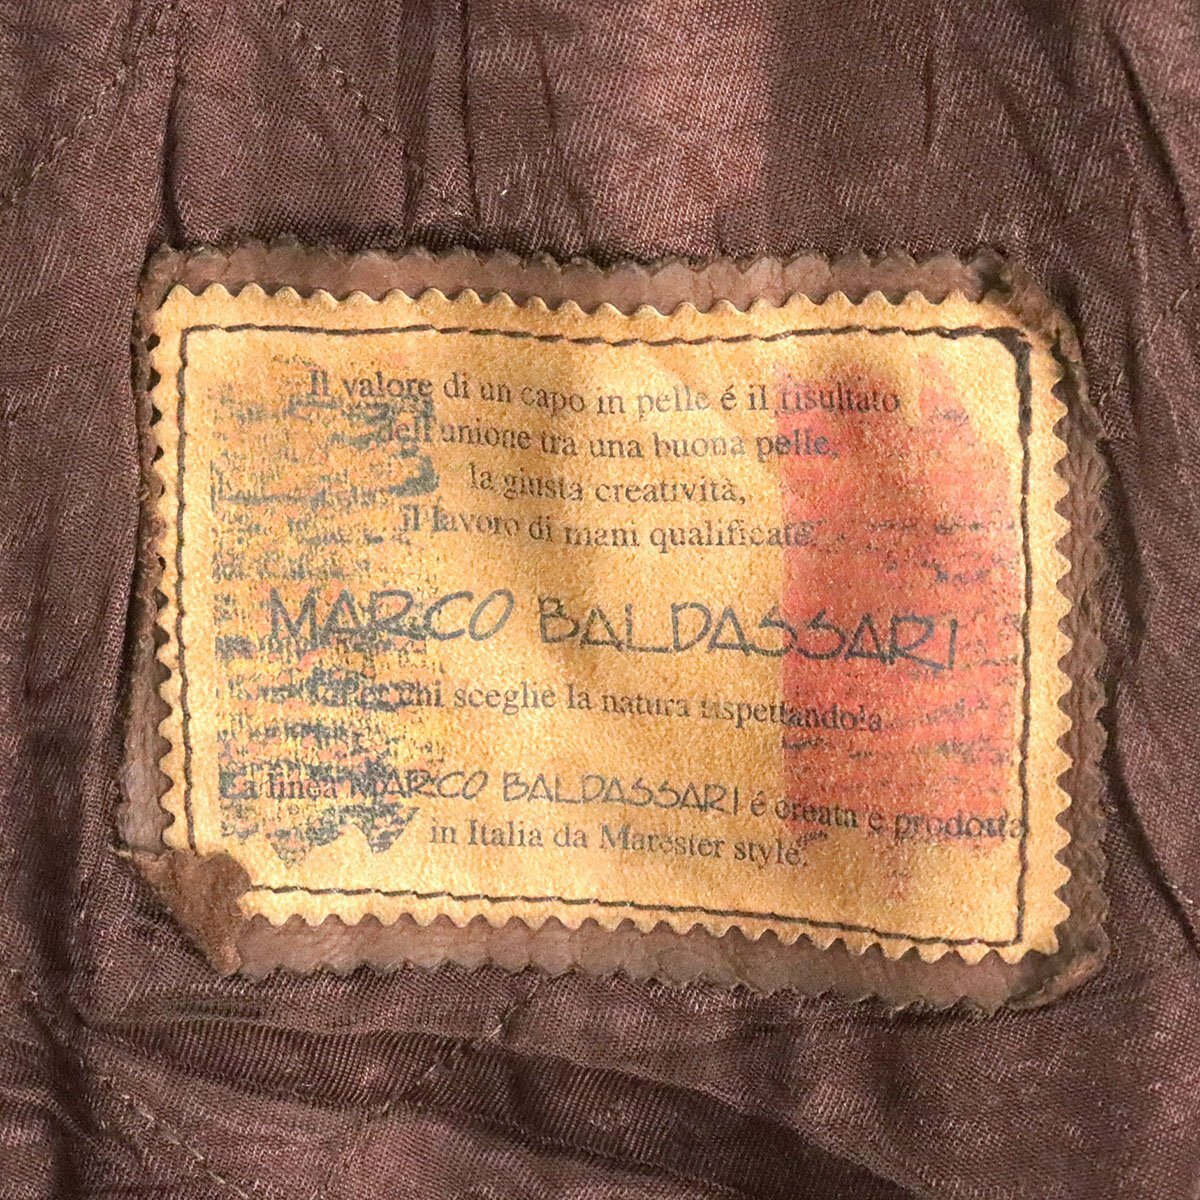 Il valore di un capo in pelle é il risultato
dell'unione tra una buona pelle,
la giusta creatività,
il lavoro di mani qualificate.
MARCO BALDASSARI
per chi sceglie la natura rispettandola
La linea MARCO BALDASSARI é creata e prodotta
in Italia da Marester style.